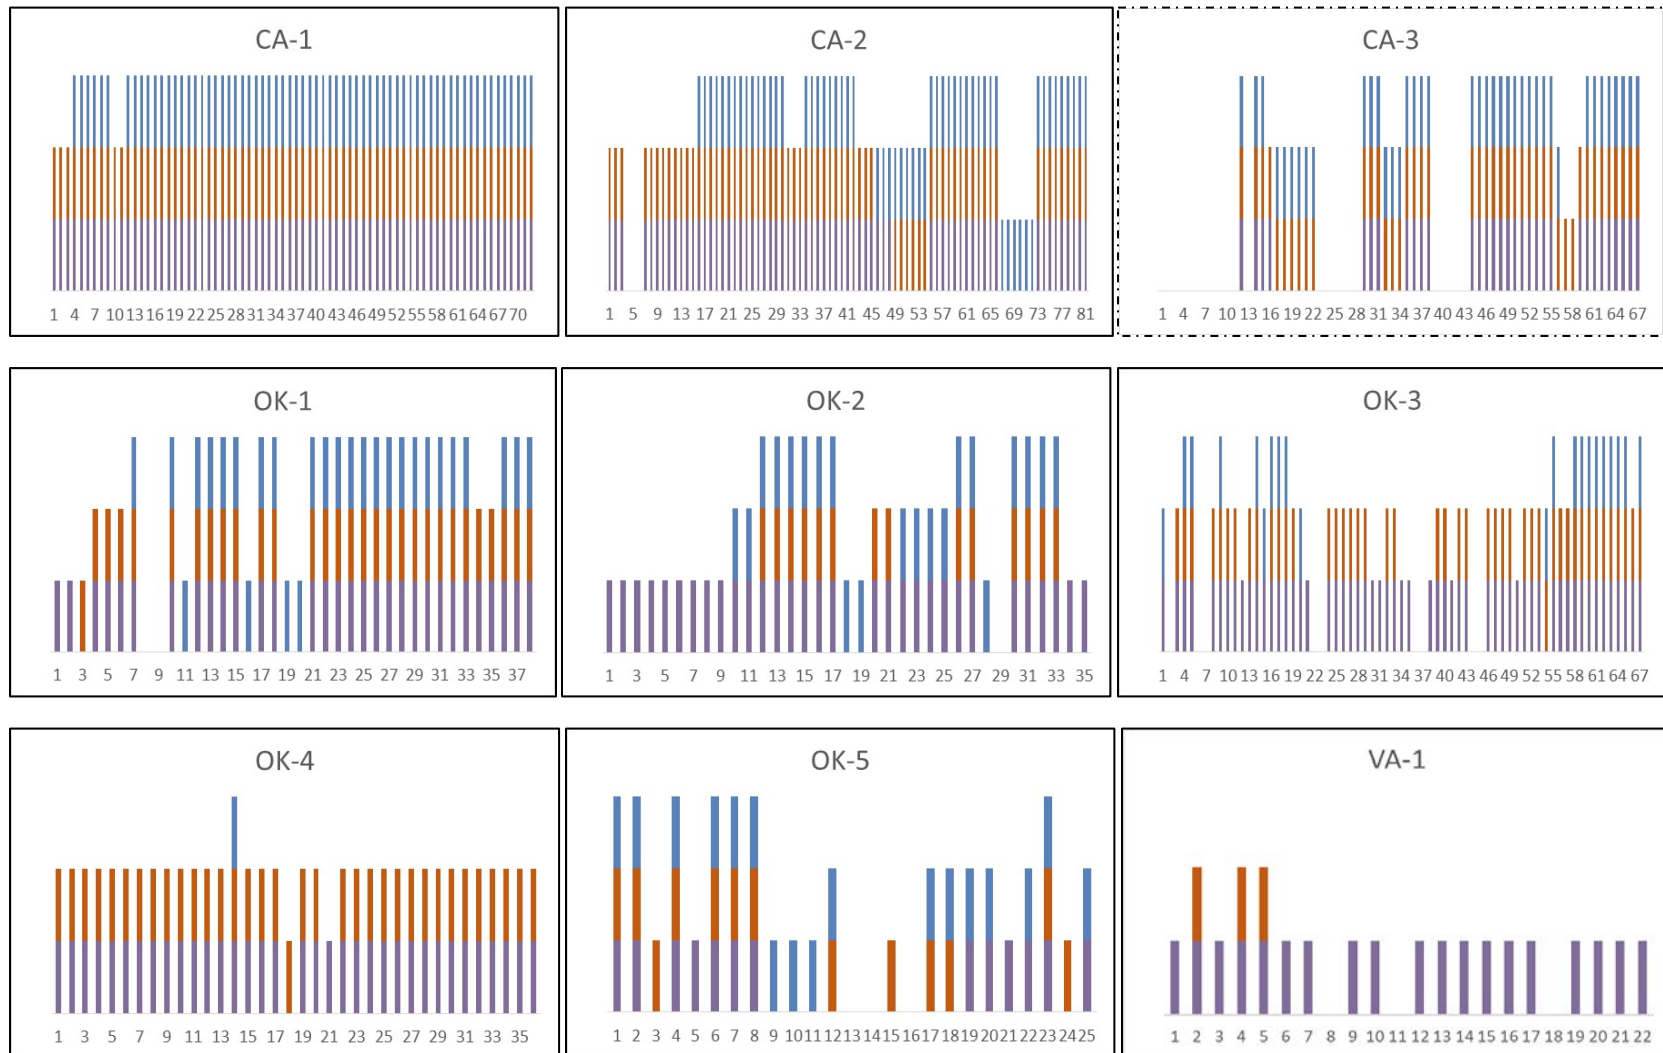 CA-1
1 4 7 10 13 16 19 22 25 28 31 34 37 40 43 46 49 52 55 58 61 64 67 70
CA-2
1 5 9 13 17 21 25 29 33 37 41 45 49 53 57 61 65 69 73 77 81
CA-3
1 4 7 10 13 16 19 22 25 28 31 34 37 40 43 46 49 52 55 58 61 64 67
OK-1
1 3 5 7 9 11 13 15 17 19 21 23 25 27 29 31 33 35 37
OK-2
1 3 5 7 9 11 13 15 17 19 21 23 25 27 29 31 33 35
OK-3
1 4 7 10 13 16 19 22 25 28 31 34 37 40 43 46 49 52 55 58 61 64 67
OK-4
1 3 5 7 9 11 13 15 17 19 21 23 25 27 29 31 33 35
OK-5
1 2 3 4 5 6 7 8 9 10 11 12 13 14 15 16 17 18 19 20 21 22 23 24 25
VA-1
1 2 3 4 5 6 7 8 9 10 11 12 13 14 15 16 17 18 19 20 21 22